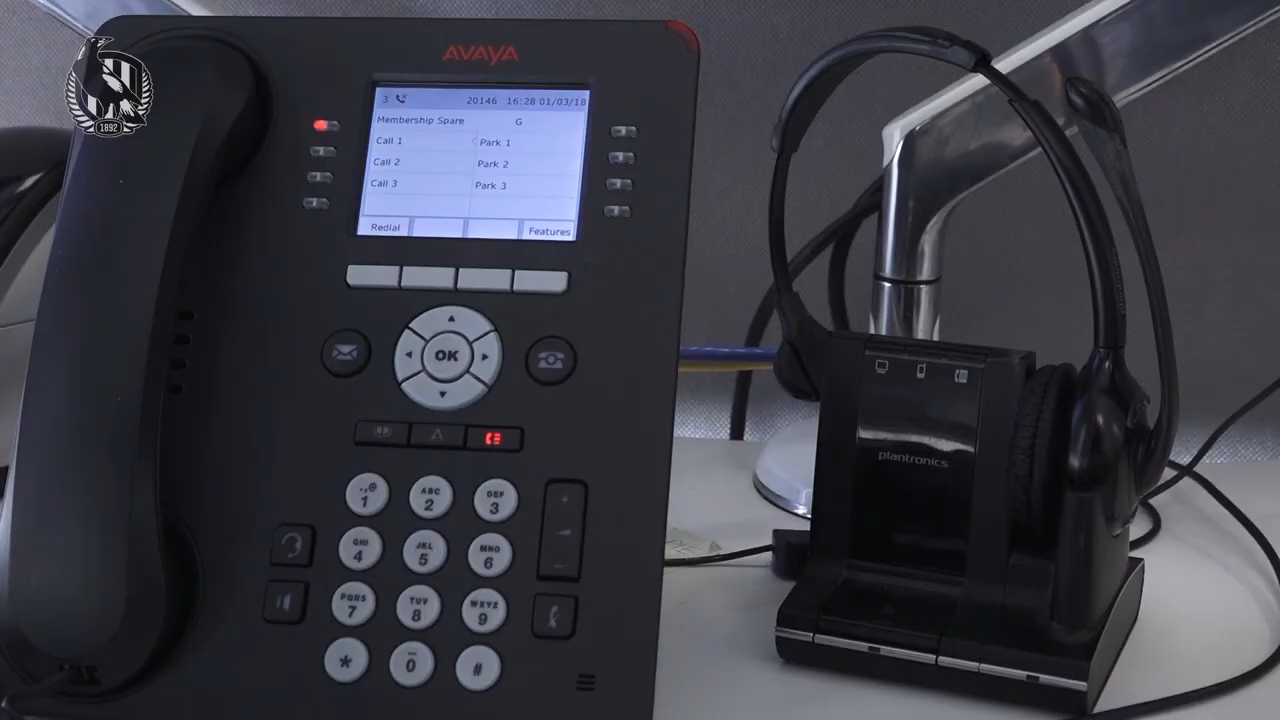 1892
AVAYA
3 20146 16:28 01/03/18
Membership Spare G
Call 1 Park 1
Call 2 Park 2
Call 3 Park 3
Redial Features
OK
.,@ 1 ABC 2 DEF 3
GHI 4 JKL 5 MNO 6
PQRS 7 TUV 8 WXYZ 9
* 0 #
plantronics